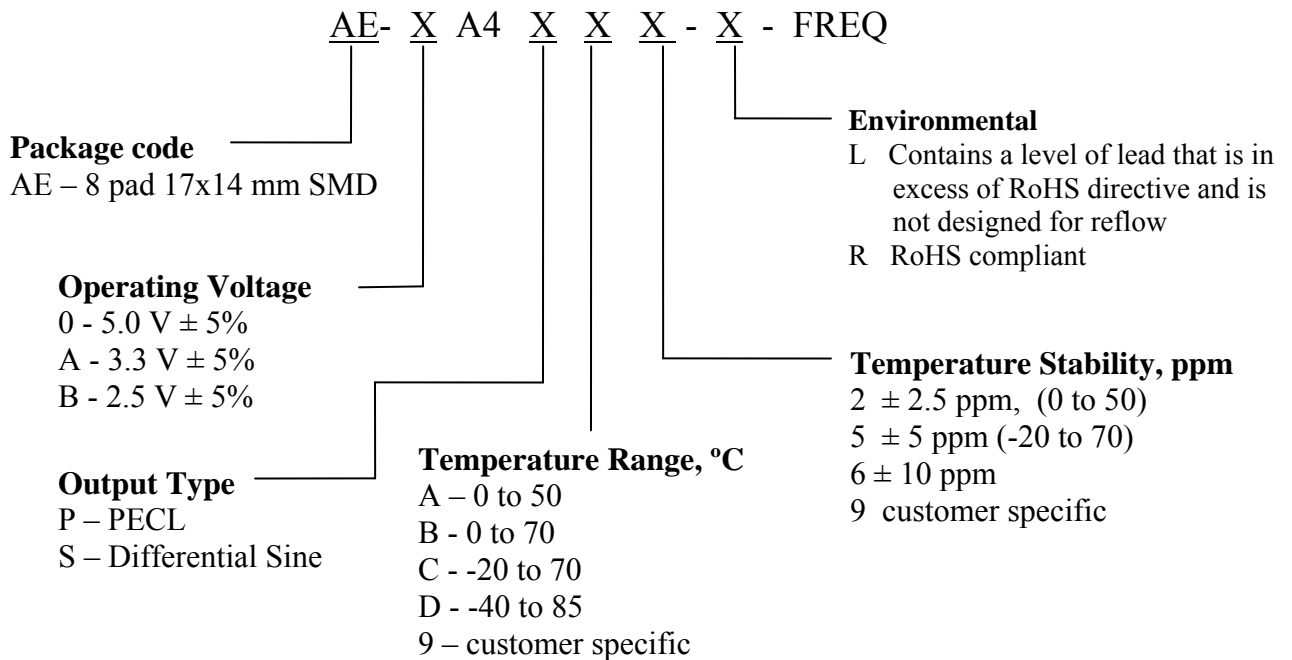 AE- X A4 X X X - X - FREQ
Package code
AE – 8 pad 17x14 mm SMD
Operating Voltage
0 - 5.0 V ± 5%
A - 3.3 V ± 5%
B - 2.5 V ± 5%
Output Type
P – PECL
S – Differential Sine
Temperature Range, ºC
A – 0 to 50
B - 0 to 70
C - -20 to 70
D - -40 to 85
9 – customer specific
Environmental
L Contains a level of lead that is in
excess of RoHS directive and is
not designed for reflow
R RoHS compliant
Temperature Stability, ppm
2 ± 2.5 ppm, (0 to 50)
5 ± 5 ppm (-20 to 70)
6 ± 10 ppm
9 customer specific